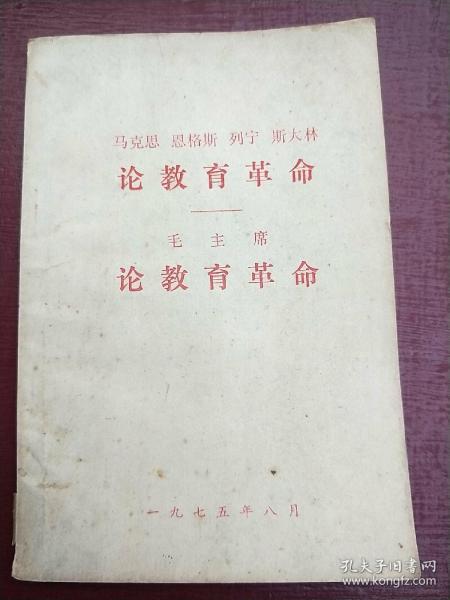 马克思 恩格斯 列宁 斯大林
论教育革命
毛主席
论教育革命
一九七五年八月
孔夫子旧书网
www.kongfz.com